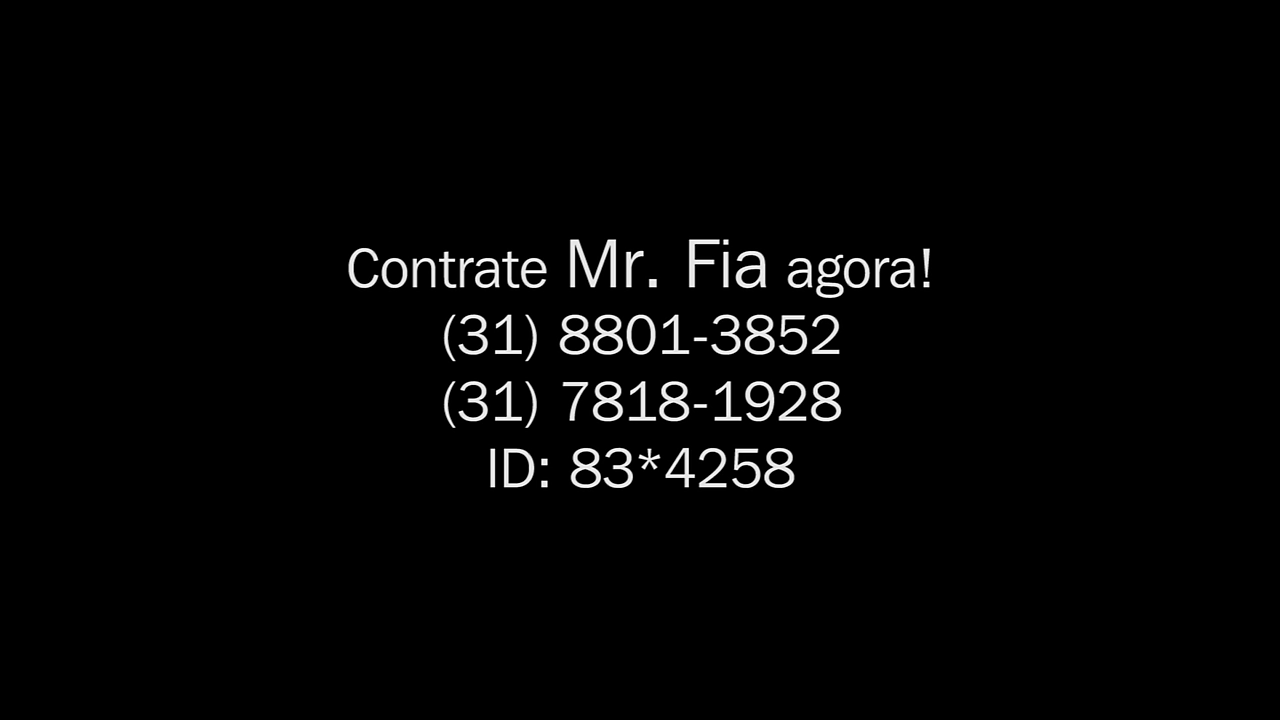 Contrate Mr. Fia agora!
(31) 8801-3852
(31) 7818-1928
ID: 83*4258